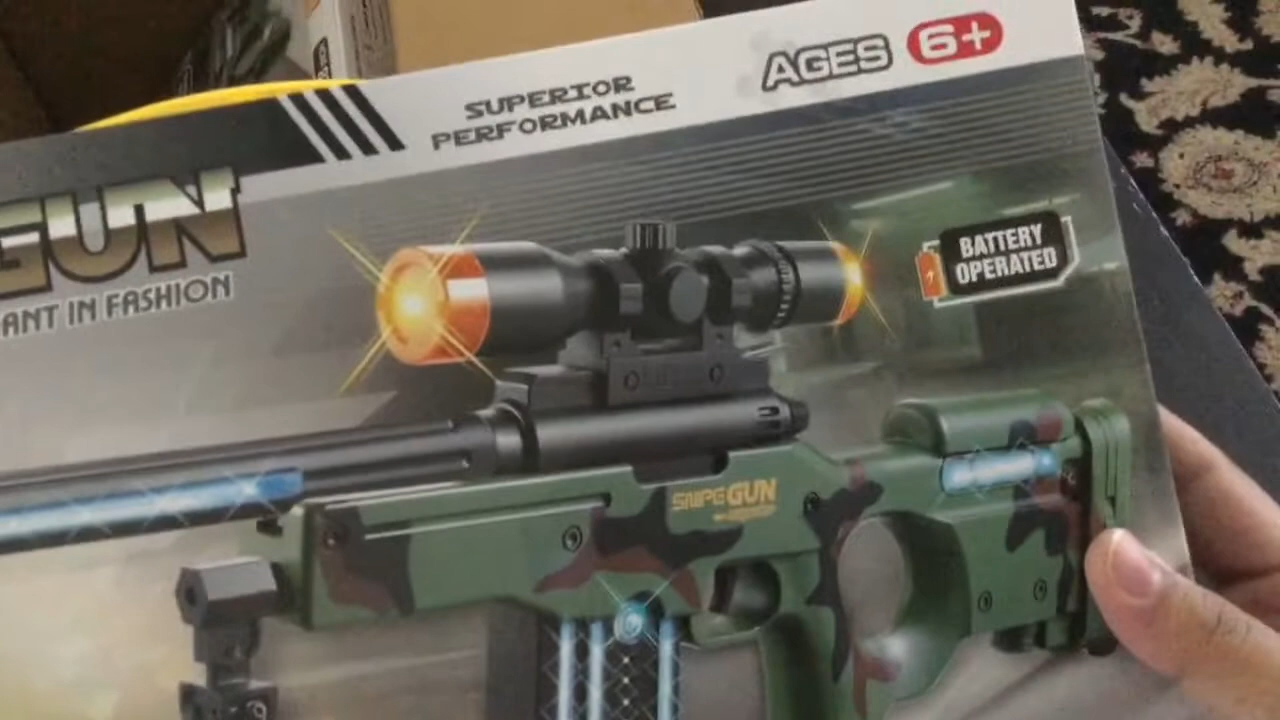 SUPERIOR
PERFORMANCE
AGES 6+
GUN
ANT IN FASHION
BATTERY
OPERATED
SNIPE GUN